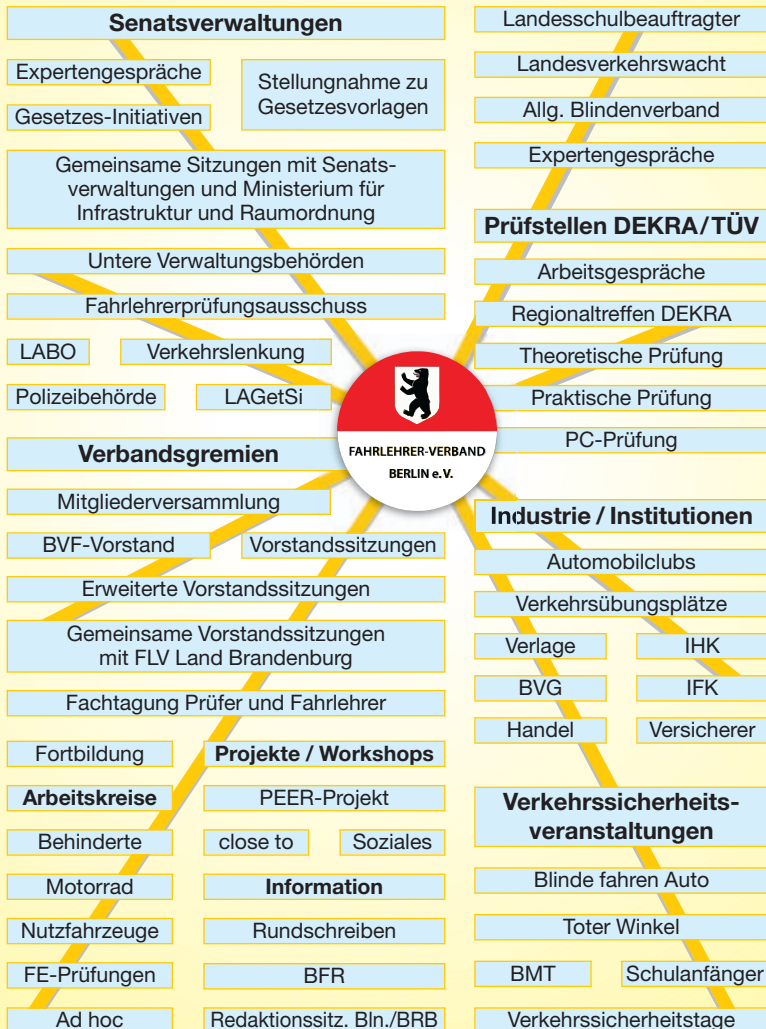 Senatsverwaltungen
Expertengespräche
Stellungnahme zu
Gesetzesvorlagen
Gesetzes-Initiativen
Gemeinsame Sitzungen mit Senats-
verwaltungen und Ministerium für
Infrastruktur und Raumordnung
Untere Verwaltungsbehörden
Fahrlehrerprüfungsausschuss
LABO
Verkehrslenkung
Polizeibehörde
LAGetSi
Verbandsgremien
Mitgliederversammlung
BVF-Vorstand
Vorstandssitzungen
Erweiterte Vorstandssitzungen
Gemeinsame Vorstandssitzungen
mit FLV Land Brandenburg
Fachtagung Prüfer und Fahrlehrer
Fortbildung
Arbeitskreise
Behinderte
Motorrad
Nutzfahrzeuge
FE-Prüfungen
Ad hoc
Projekte / Workshops
PEER-Projekt
close to
Soziales
Information
Rundschreiben
BFR
Redaktionssitz. Bln./BRB
FAHRLEHRER-VERBAND
BERLIN e.V.
Landesschulbeauftragter
Landesverkehrswacht
Allg. Blindenverband
Expertengespräche
Prüfstellen DEKRA/TÜV
Arbeitsgespräche
Regionaltreffen DEKRA
Theoretische Prüfung
Praktische Prüfung
PC-Prüfung
Industrie / Institutionen
Automobilclubs
Verkehrsübungsplätze
Verlage
IHK
BVG
IFK
Handel
Versicherer
Verkehrssicherheits-
veranstaltungen
Blinde fahren Auto
Toter Winkel
BMT
Schulanfänger
Verkehrssicherheitstage